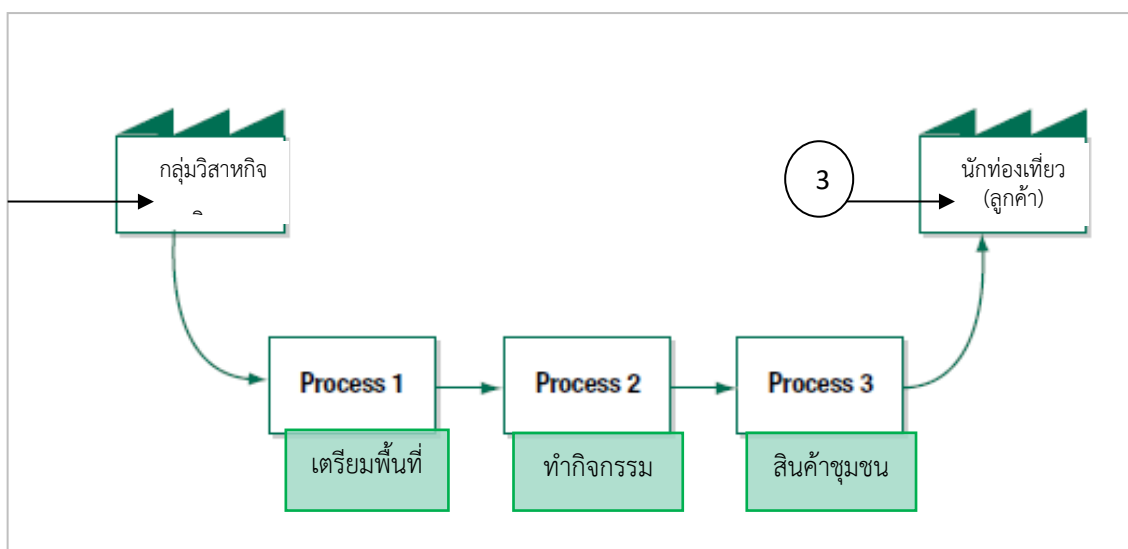 กลุ่มวิสาหกิจ
3
นักท่องเที่ยว
(ลูกค้า)
Process 1
Process 2
Process 3
เตรียมพื้นที่
ทำกิจกรรม
สินค้าชุมชน